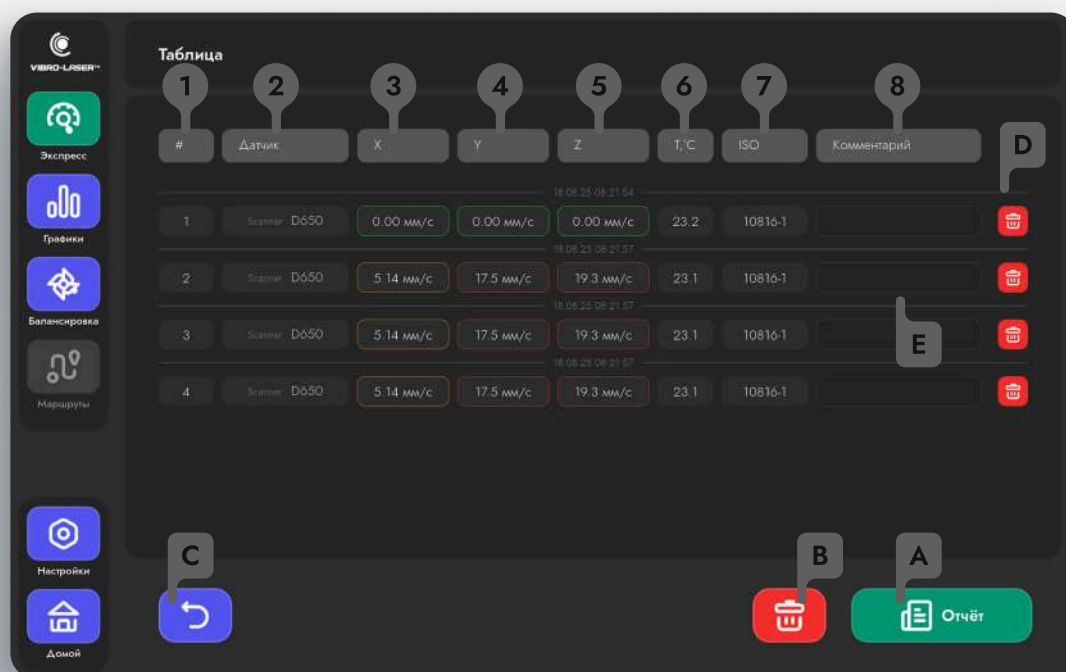 VIBRO-LASER™
Таблица
1 2 3 4 5 6 7 8
Экспресс
# Датчик X Y Z T,°C ISO Комментарий D
18.08.25 08:21:54
1 Scanner D650 0.00 мм/с 0.00 мм/с 0.00 мм/с 23.2 10816-1
Графики
18.08.25 08:21:57
2 Scanner D650 5.14 мм/с 17.5 мм/с 19.3 мм/с 23.1 10816-1
18.08.25 08:21:57
Балансировка
3 Scanner D650 5.14 мм/с 17.5 мм/с 19.3 мм/с 23.1 10816-1 E
18.08.25 08:21:57
4 Scanner D650 5.14 мм/с 17.5 мм/с 19.3 мм/с 23.1 10816-1
Маршруты
C B A
Настройки
Отчёт
Домой